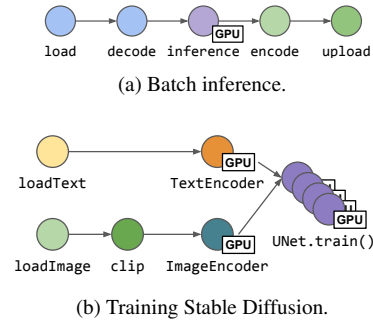 load decode inference encode upload
GPU
(a) Batch inference.
GPU
loadText TextEncoder
GPU
UNet.train()
GPU
loadImage clip ImageEncoder
(b) Training Stable Diffusion.